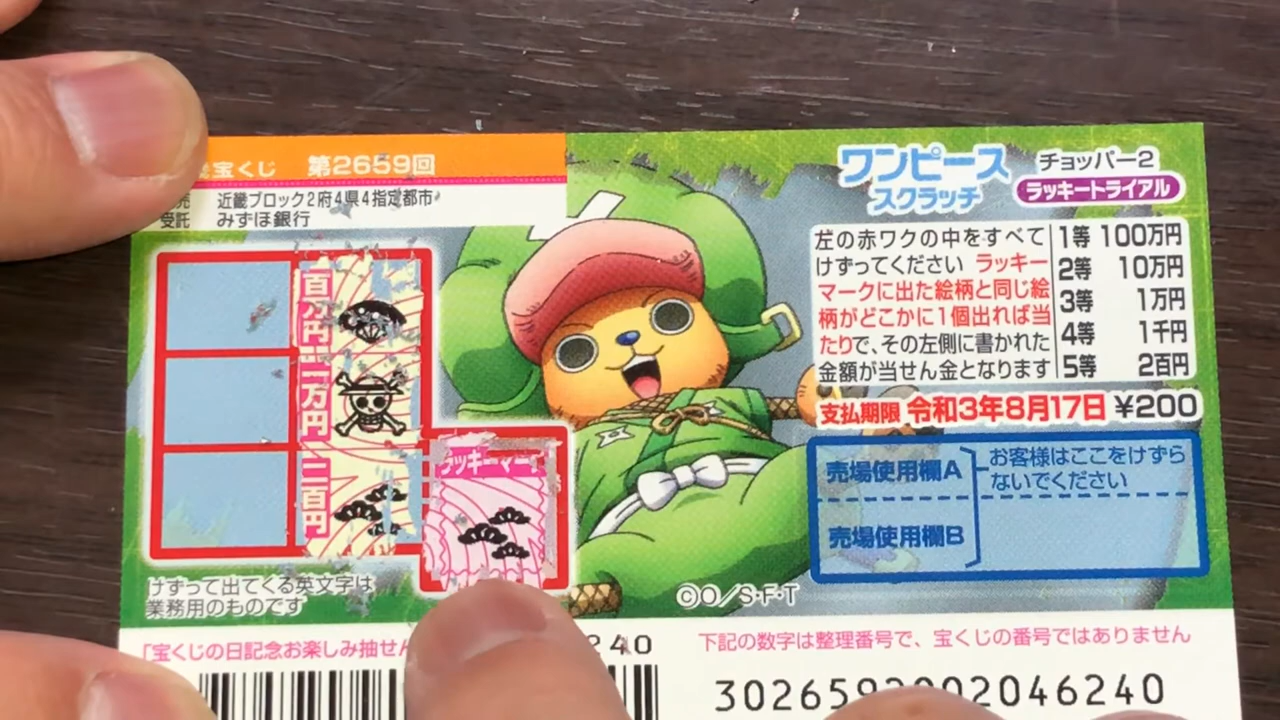 宝くじ 第2659回
近畿ブロック2府4県4指定都市
受託 みずほ銀行
ワンピース
スクラッチ
チョッパー2
ラッキートライアル
左の赤ワクの中をすべて
けずってください ラッキー
マークに出た絵柄と同じ絵
柄がどこかに1個出れば当
たりで、その左側に書かれた
金額が当せん金となります
1等 100万円
2等 10万円
3等 1万円
4等 1千円
5等 2百円
支払期限 令和3年8月17日 ¥200
百万円
一万円
二百円
ラッキーマーク
売場使用欄A
売場使用欄B
お客様はここをけずら
ないでください
けずって出てくる英文字は
業務用のものです
©O/S・F・T
「宝くじの日記念お楽しみ抽せん
240
下記の数字は整理番号で、宝くじの番号ではありません
2046240